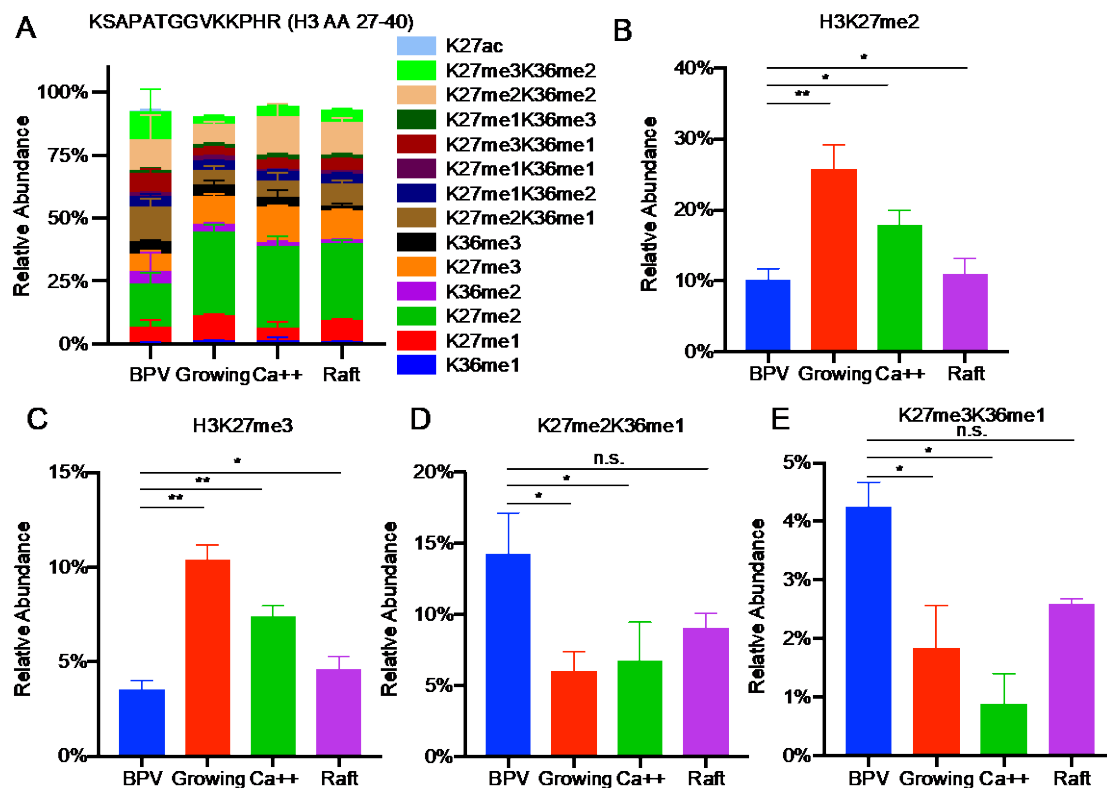 A
KSAPATGGVKKPHR (H3 AA 27-40)
Relative Abundance
100%
75%
50%
25%
0%
BPV Growing Ca++ Raft
K27ac
K27me3K36me2
K27me2K36me2
K27me1K36me3
K27me3K36me1
K27me1K36me1
K27me1K36me2
K27me2K36me1
K36me3
K27me3
K36me2
K27me2
K27me1
K36me1
B
H3K27me2
Relative Abundance
40%
30%
20%
10%
0%
*
*
**
BPV Growing Ca++ Raft
C
H3K27me3
Relative Abundance
15%
10%
5%
0%
*
**
**
BPV Growing Ca++ Raft
D
K27me2K36me1
Relative Abundance
20%
15%
10%
5%
0%
n.s.
*
*
BPV Growing Ca++ Raft
E
K27me3K36me1
Relative Abundance
5%
4%
3%
2%
1%
0%
n.s.
*
*
BPV Growing Ca++ Raft